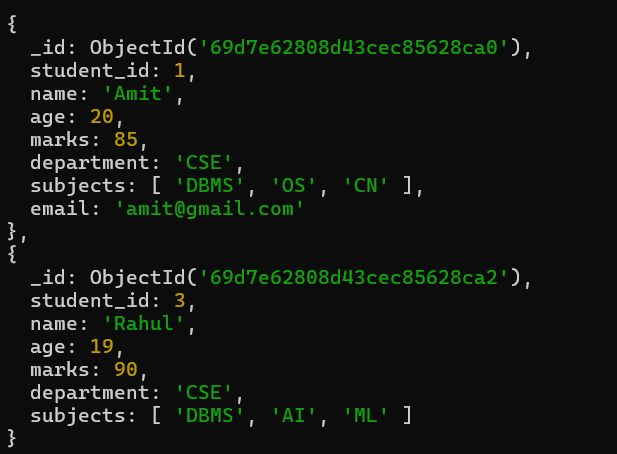 {
  _id: ObjectId('69d7e62808d43cec85628ca0'),
  student_id: 1,
  name: 'Amit',
  age: 20,
  marks: 85,
  department: 'CSE',
  subjects: [ 'DBMS', 'OS', 'CN' ],
  email: 'amit@gmail.com'
},
{
  _id: ObjectId('69d7e62808d43cec85628ca2'),
  student_id: 3,
  name: 'Rahul',
  age: 19,
  marks: 90,
  department: 'CSE',
  subjects: [ 'DBMS', 'AI', 'ML' ]
}